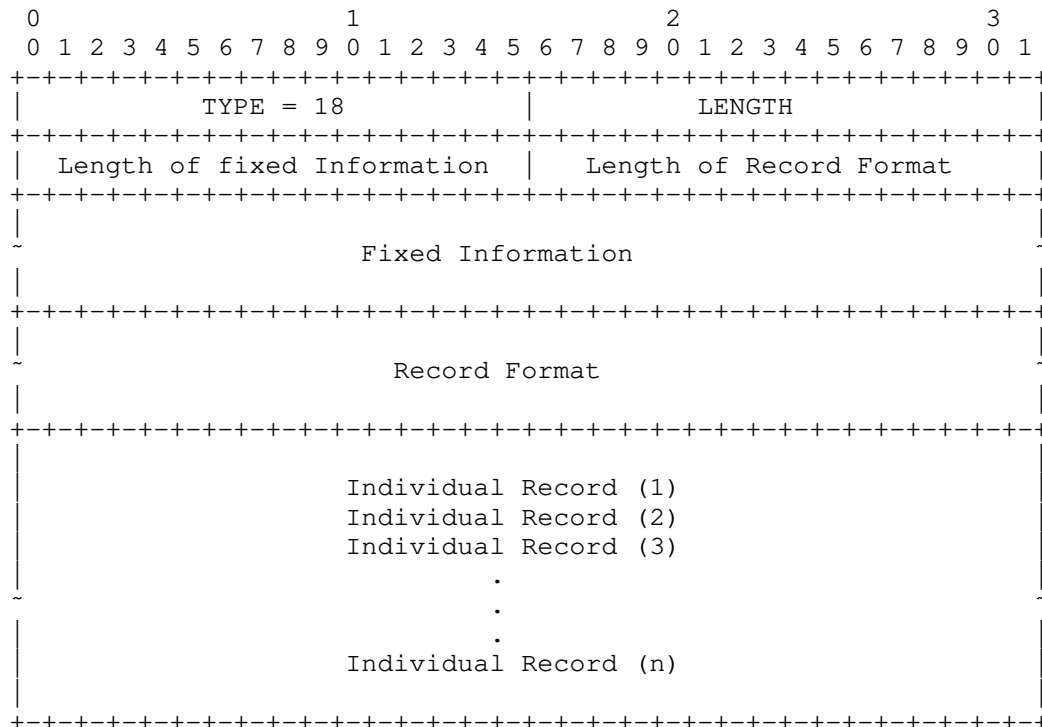 0                   1                   2                   3
 0 1 2 3 4 5 6 7 8 9 0 1 2 3 4 5 6 7 8 9 0 1 2 3 4 5 6 7 8 9 0 1
+-+-+-+-+-+-+-+-+-+-+-+-+-+-+-+-+-+-+-+-+-+-+-+-+-+-+-+-+-+-+-+-+
|           TYPE = 18           |          LENGTH               |
+-+-+-+-+-+-+-+-+-+-+-+-+-+-+-+-+-+-+-+-+-+-+-+-+-+-+-+-+-+-+-+-+
|  Length of fixed Information  |   Length of Record Format     |
+-+-+-+-+-+-+-+-+-+-+-+-+-+-+-+-+-+-+-+-+-+-+-+-+-+-+-+-+-+-+-+-+
|                                                               |
~                     Fixed Information                         ~
|                                                               |
+-+-+-+-+-+-+-+-+-+-+-+-+-+-+-+-+-+-+-+-+-+-+-+-+-+-+-+-+-+-+-+-+
|                                                               |
~                       Record Format                           ~
|                                                               |
+-+-+-+-+-+-+-+-+-+-+-+-+-+-+-+-+-+-+-+-+-+-+-+-+-+-+-+-+-+-+-+-+
|                                                               |
|                    Individual Record (1)                      |
|                    Individual Record (2)                      |
|                    Individual Record (3)                      |
|                             .                                 |
~                             .                                 ~
|                             .                                 |
|                    Individual Record (n)                      |
|                                                               |
+-+-+-+-+-+-+-+-+-+-+-+-+-+-+-+-+-+-+-+-+-+-+-+-+-+-+-+-+-+-+-+-+